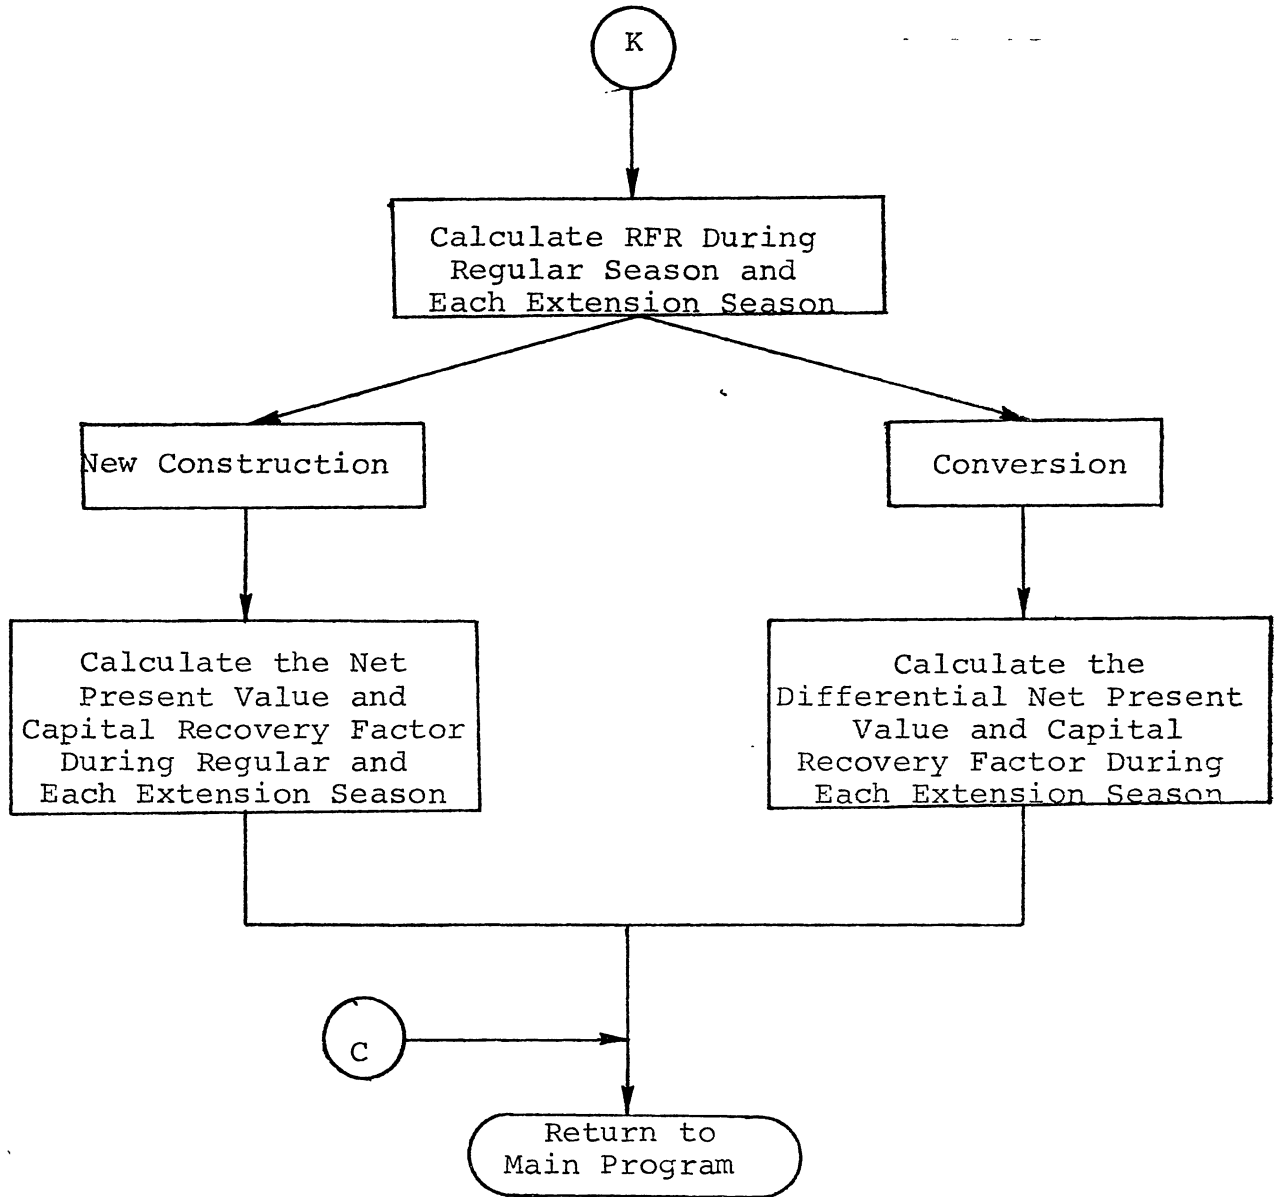 K
Calculate RFR During
Regular Season and
Each Extension Season
New Construction
Conversion
Calculate the Net
Present Value and
Capital Recovery Factor
During Regular and
Each Extension Season
Calculate the
Differential Net Present
Value and Capital
Recovery Factor During
Each Extension Season
C
Return to
Main Program